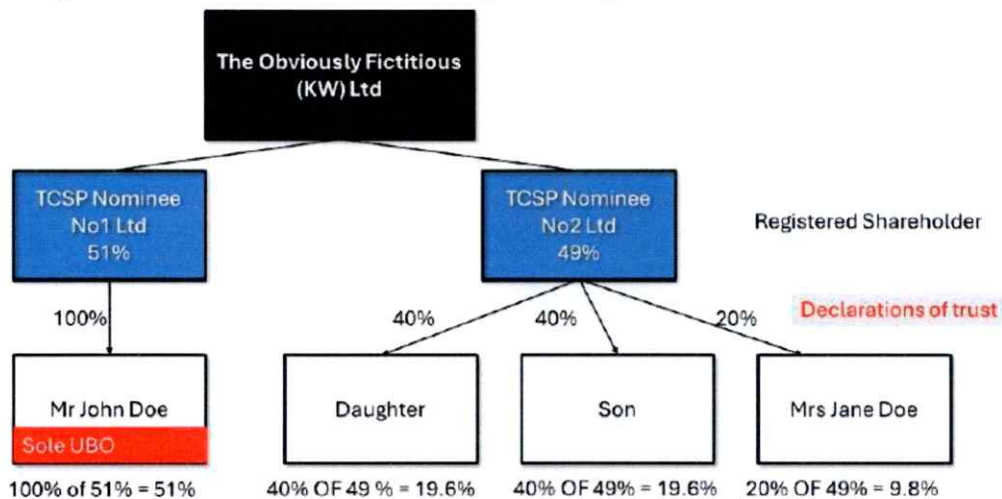 The Obviously Fictitious
(KW) Ltd
TCSP Nominee
No1 Ltd
51%
TCSP Nominee
No2 Ltd
49%
Registered Shareholder
100%
40%
40%
20%
Declarations of trust
Mr John Doe
Sole UBO
Daughter
Son
Mrs Jane Doe
100% of 51% = 51%
40% OF 49 % = 19.6%
40% OF 49% = 19.6%
20% OF 49% = 9.8%